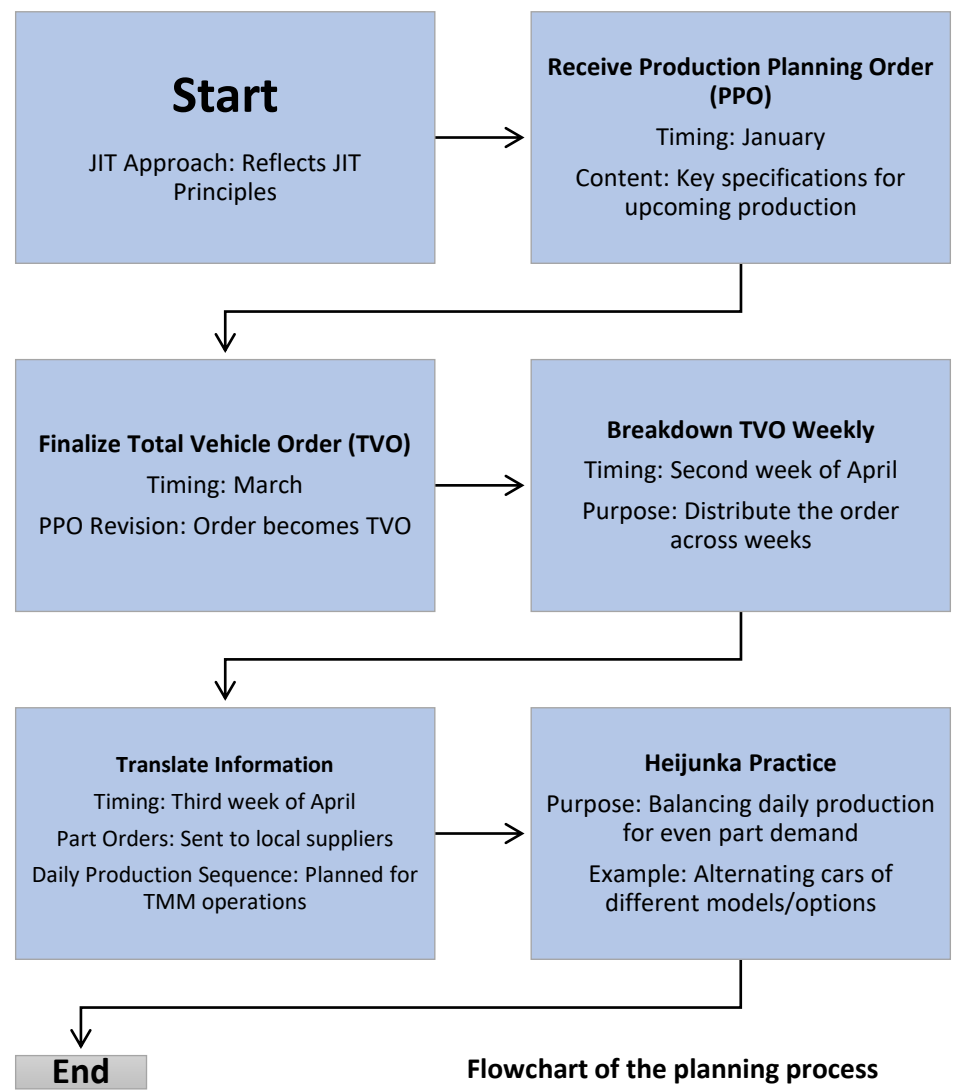 Start
JIT Approach: Reflects JIT
Principles
Receive Production Planning Order
(PPO)
Timing: January
Content: Key specifications for
upcoming production
Finalize Total Vehicle Order (TVO)
Timing: March
PPO Revision: Order becomes TVO
Breakdown TVO Weekly
Timing: Second week of April
Purpose: Distribute the order
across weeks
Translate Information
Timing: Third week of April
Part Orders: Sent to local suppliers
Daily Production Sequence: Planned for
TMM operations
Heijunka Practice
Purpose: Balancing daily production
for even part demand
Example: Alternating cars of
different models/options
End
Flowchart of the planning process